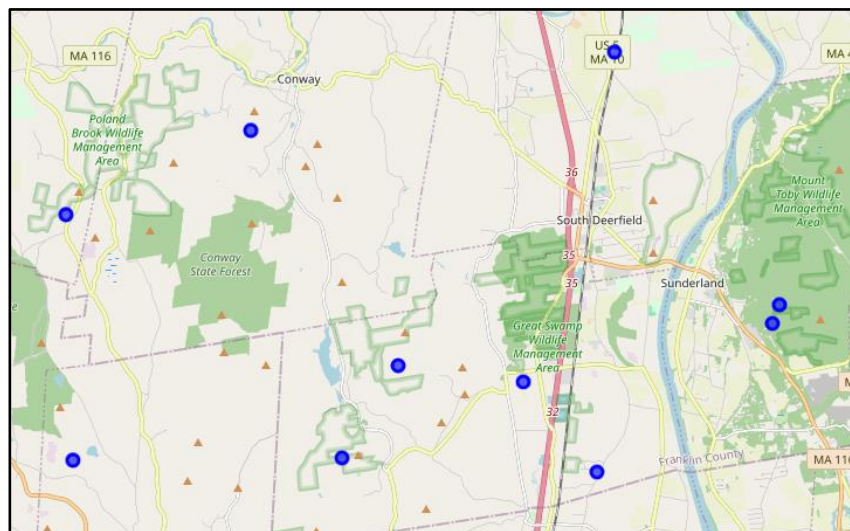 US 5
MA 10
MA 116
MA 4
Conway
Poland
Brook Wildlife
Management
Area
36
Mount
Toby Wildlife
Management
Area
South Deerfield
Conway
State Forest
35
35
Sunderland
e
Great Swamp
Wildlife
Management
Area
M
32
Franklin County
MA 116